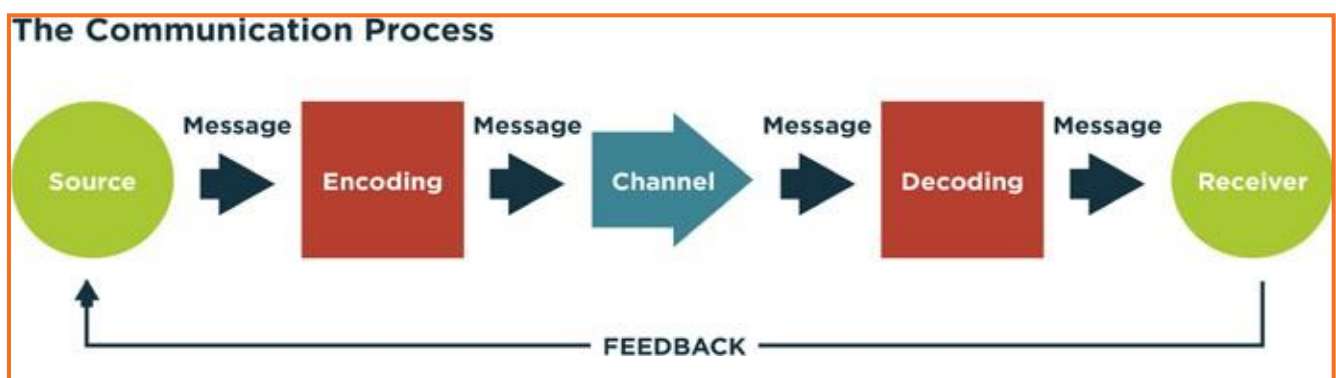 The Communication Process
Message Message Message Message
Source Encoding Channel Decoding Receiver
FEEDBACK